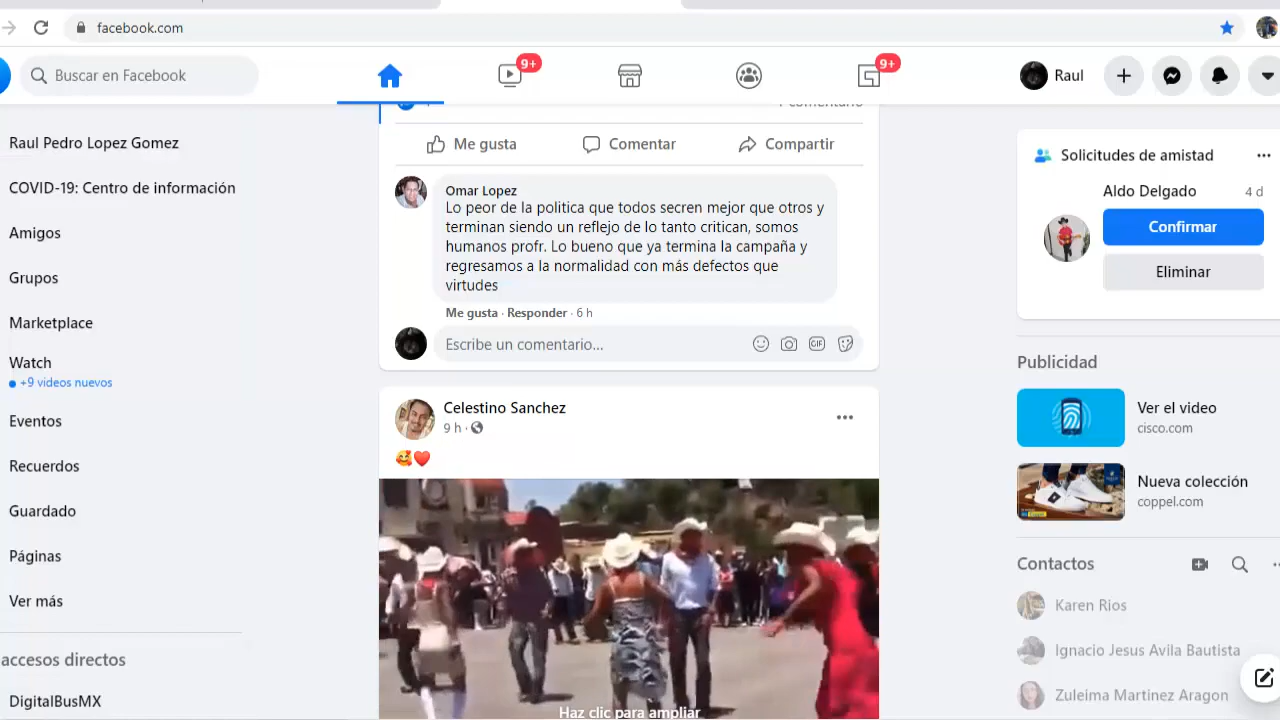 facebook.com
Buscar en Facebook
9+
9+
Raul
Raul Pedro Lopez Gomez
COVID-19: Centro de información
Amigos
Grupos
Marketplace
Watch
+9 videos nuevos
Eventos
Recuerdos
Guardado
Páginas
Ver más
accesos directos
DigitalBusMX
comentario
Me gusta
Comentar
Compartir
Omar Lopez
Lo peor de la politica que todos secren mejor que otros y
terminan siendo un reflejo de lo tanto critican, somos
humanos profr. Lo bueno que ya termina la campaña y
regresamos a la normalidad con más defectos que
virtudes
Me gusta · Responder · 6 h
Escribe un comentario...
GIF
Celestino Sanchez
9 h ·
Haz clic para ampliar
Solicitudes de amistad
Aldo Delgado
4 d
Confirmar
Eliminar
Publicidad
Ver el video
cisco.com
Nueva colección
coppel.com
Contactos
Karen Rios
Ignacio Jesus Avila Bautista
Zuleima Martinez Aragon